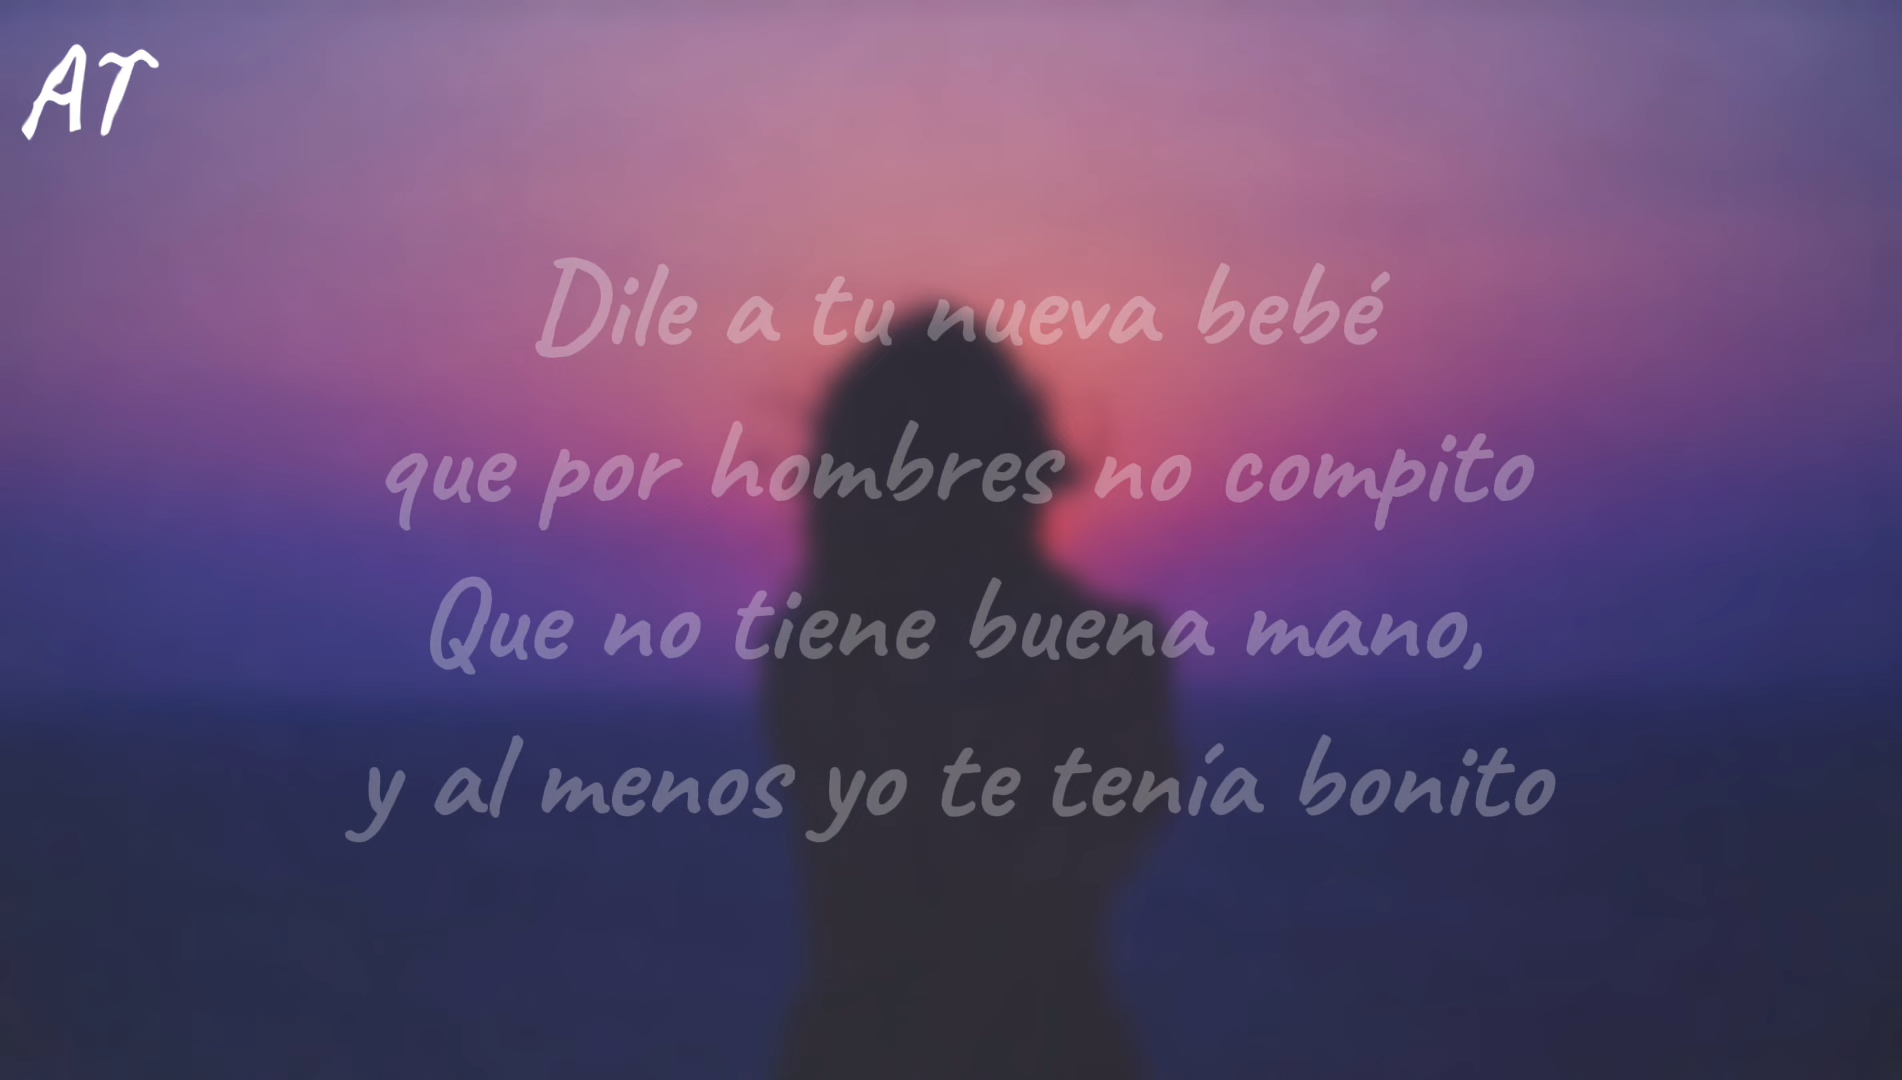 AT
Dile a tu nueva bebé
que por hombres no compito
Que no tiene buena mano,
y al menos yo te tenía bonito